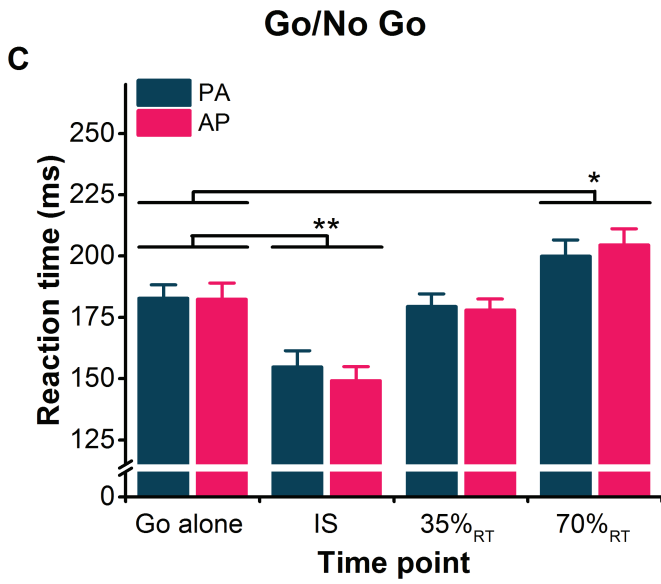 Go/No Go
C
PA
AP
Reaction time (ms)
250
225
200
175
150
125
0
*
**
Go alone IS 35%RT 70%RT
Time point